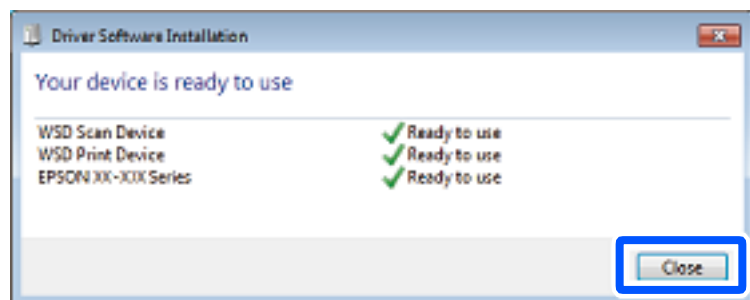 Driver Software Installation
Your device is ready to use
WSD Scan Device Ready to use
WSD Print Device Ready to use
EPSON XX-XXX Series Ready to use
Close